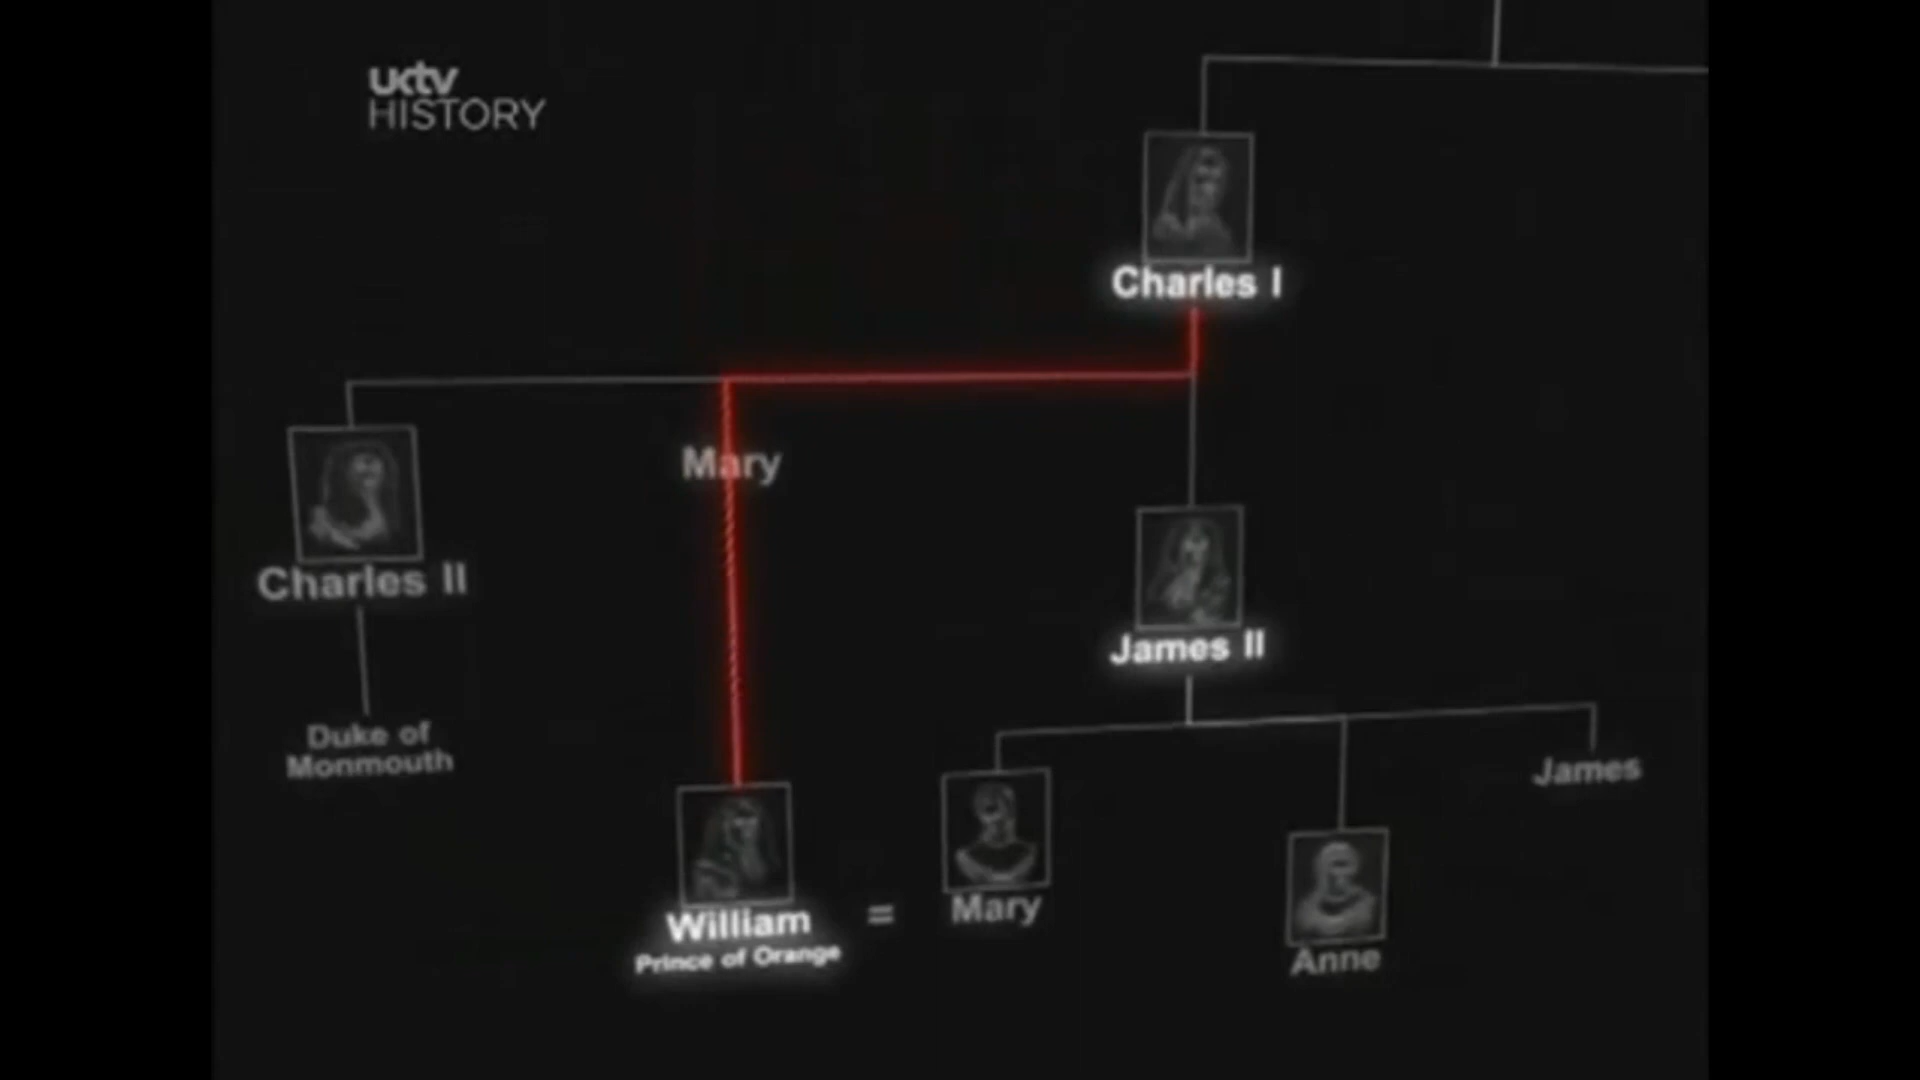 uktv
HISTORY
Charles I
Mary
Charles II
James II
Duke of
Monmouth
James
William
Prince of Orange
=
Mary
Anne